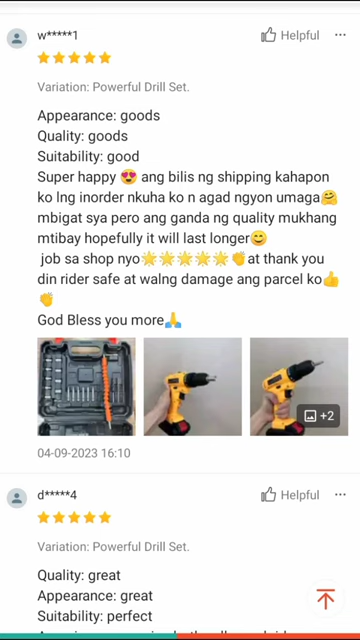 w*****1
Helpful
Variation: Powerful Drill Set.
Appearance: goods
Quality: goods
Suitability: good
Super happy 😍 ang bilis ng shipping kahapon
ko lng inorder nkuha ko n agad ngyon umaga🤗
mbigat sya pero ang ganda ng quality mukhang
mtibay hopefully it will last longer😊
job sa shop nyo🌟🌟🌟🌟🌟👏at thank you
din rider safe at walng damage ang parcel ko👍
👏
God Bless you more🙏
+2
04-09-2023 16:10
d*****4
Helpful
Variation: Powerful Drill Set.
Quality: great
Appearance: great
Suitability: perfect